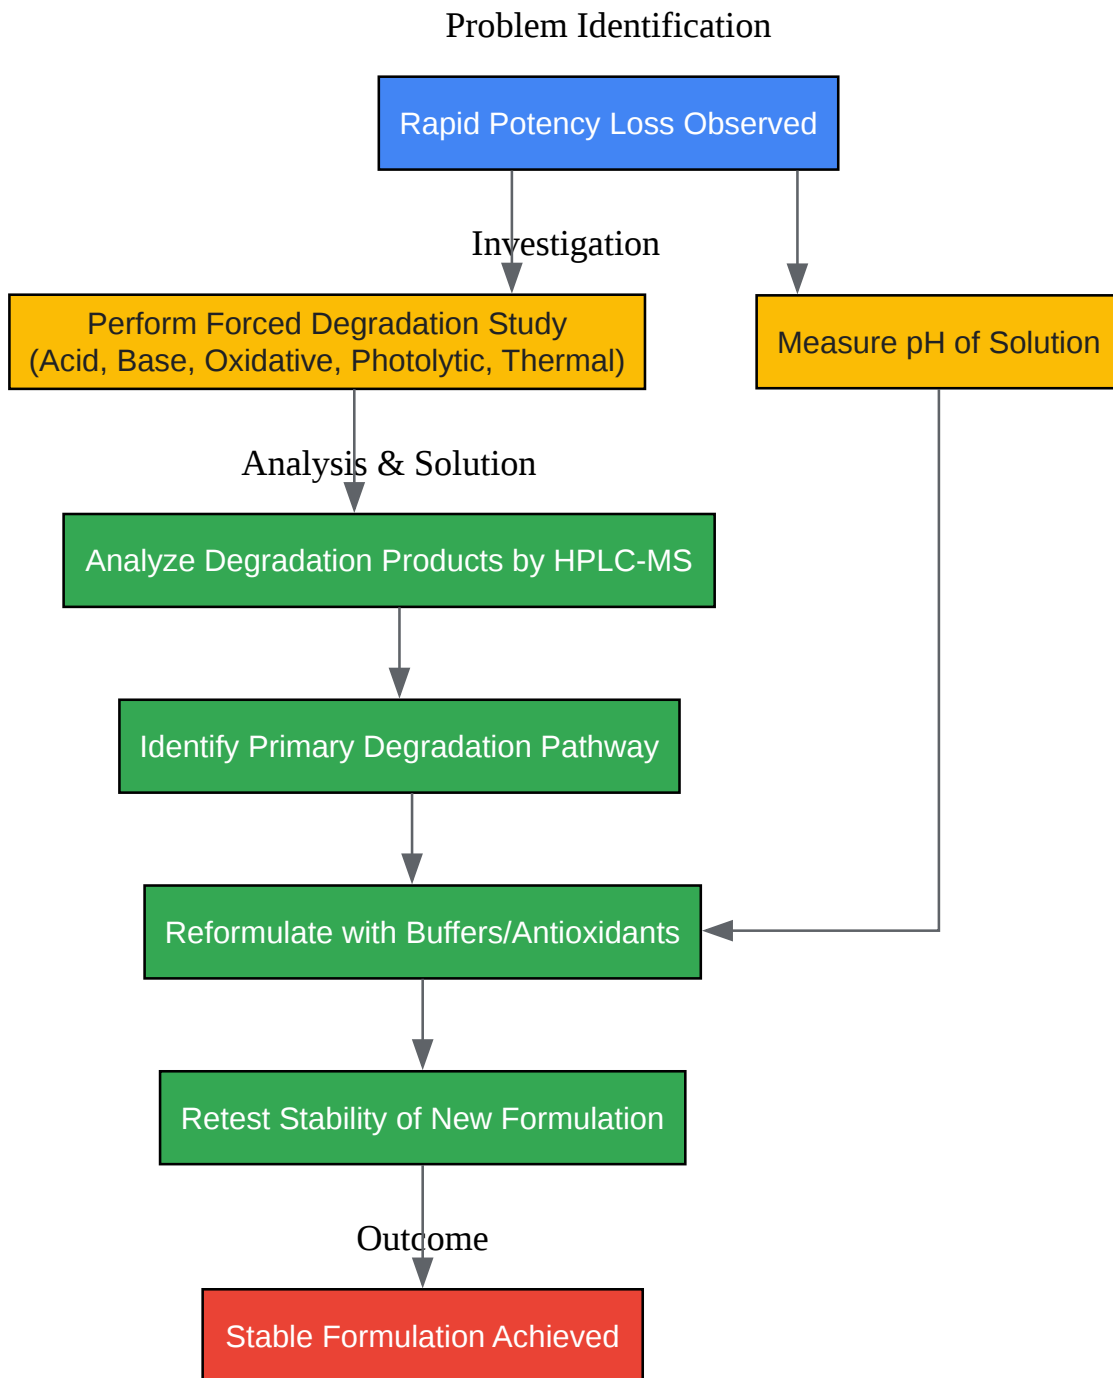 Problem Identification
Rapid Potency Loss Observed
Investigation
Perform Forced Degradation Study
(Acid, Base, Oxidative, Photolytic, Thermal)
Measure pH of Solution
Analysis & Solution
Analyze Degradation Products by HPLC-MS
Identify Primary Degradation Pathway
Reformulate with Buffers/Antioxidants
Retest Stability of New Formulation
Outcome
Stable Formulation Achieved